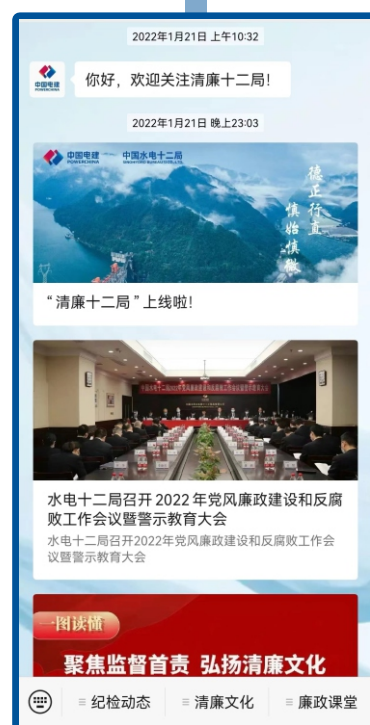 2022年1月21日 上午10:32
中国电建
POWERCHINA
你好，欢迎关注清廉十二局！
2022年1月21日 晚上23:03
中国电建
POWERCHINA
中国水电十二局
德正行直
慎始慎微
“清廉十二局”上线啦！
水电十二局召开 2022 年党风廉政建设和反腐
败工作会议暨警示教育大会
水电十二局召开2022年党风廉政建设和反腐败工作会
议暨警示教育大会
一图读懂
聚焦监督首责 弘扬清廉文化
纪检动态
清廉文化
廉政课堂